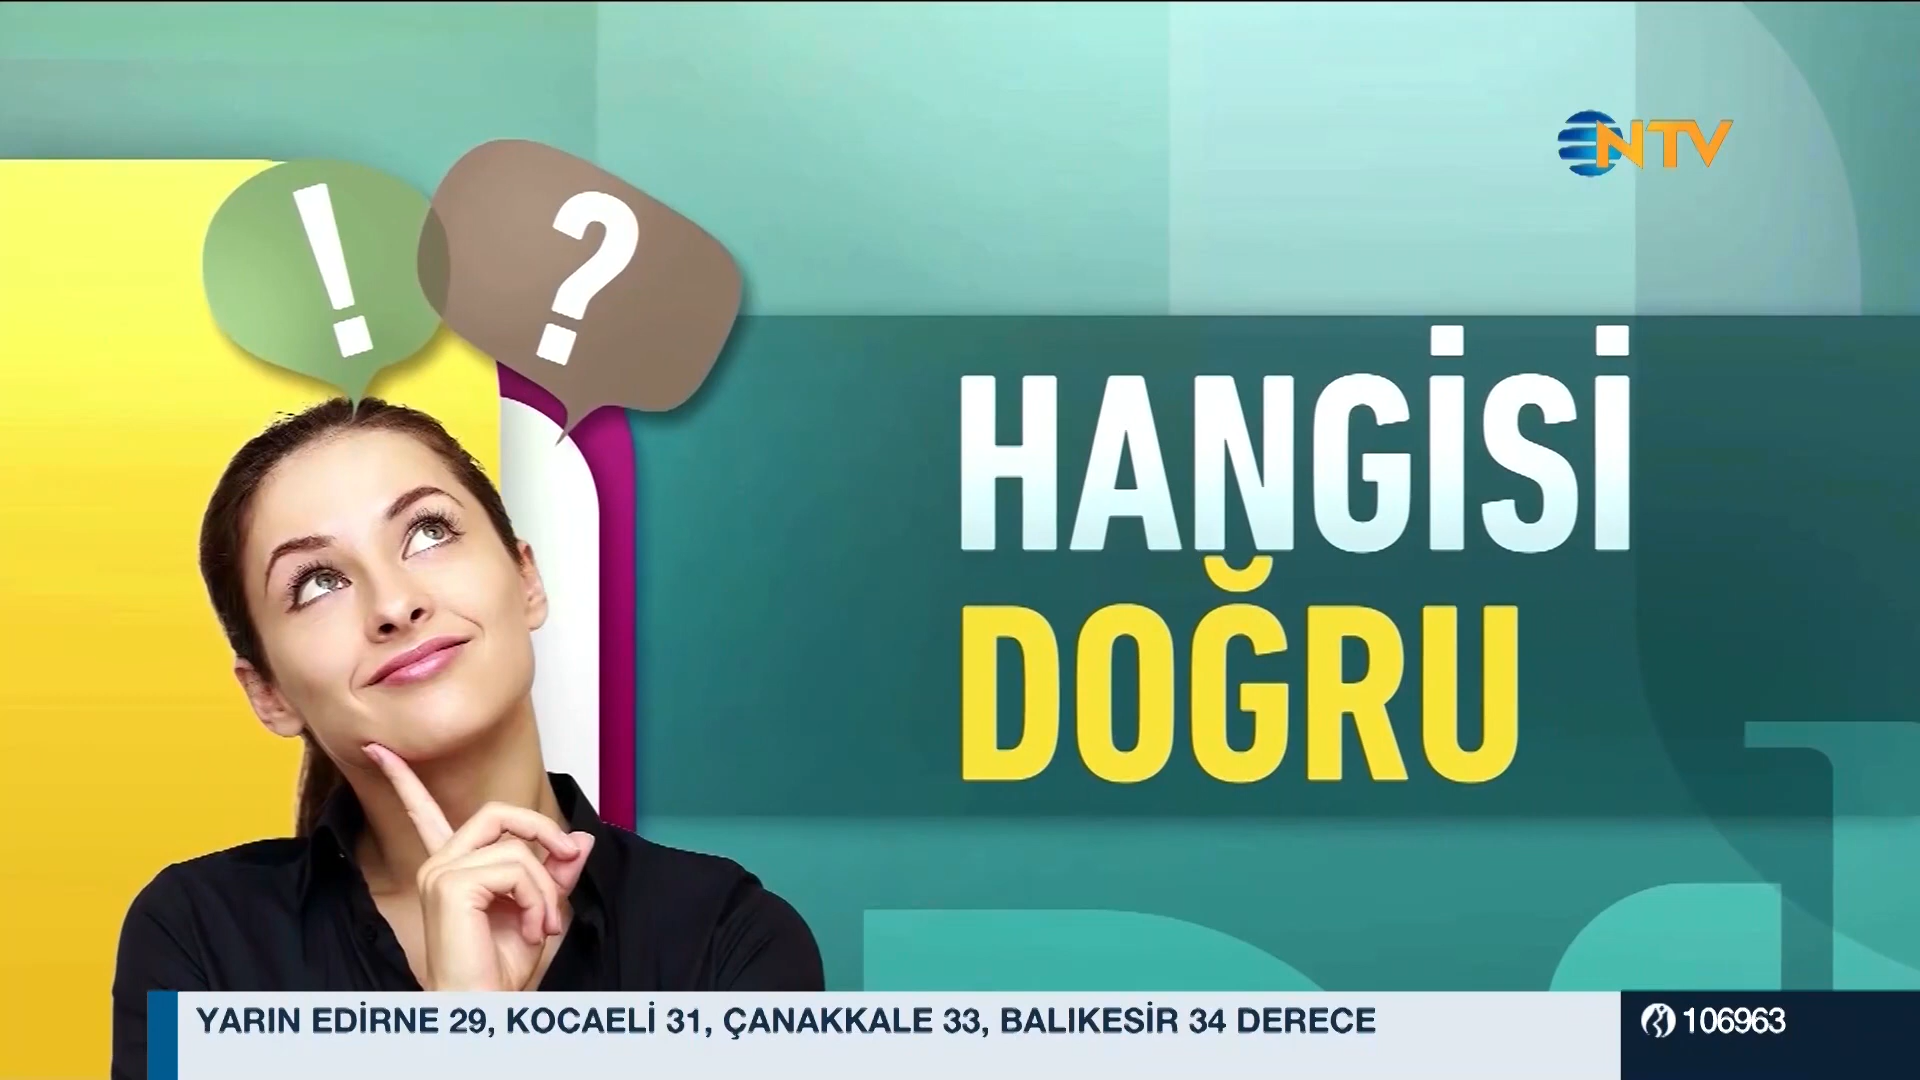 ! ?
NTV
HANGİSİ
DOĞRU
YARIN EDİRNE 29, KOCAELİ 31, ÇANAKKALE 33, BALIKESİR 34 DERECE
106963